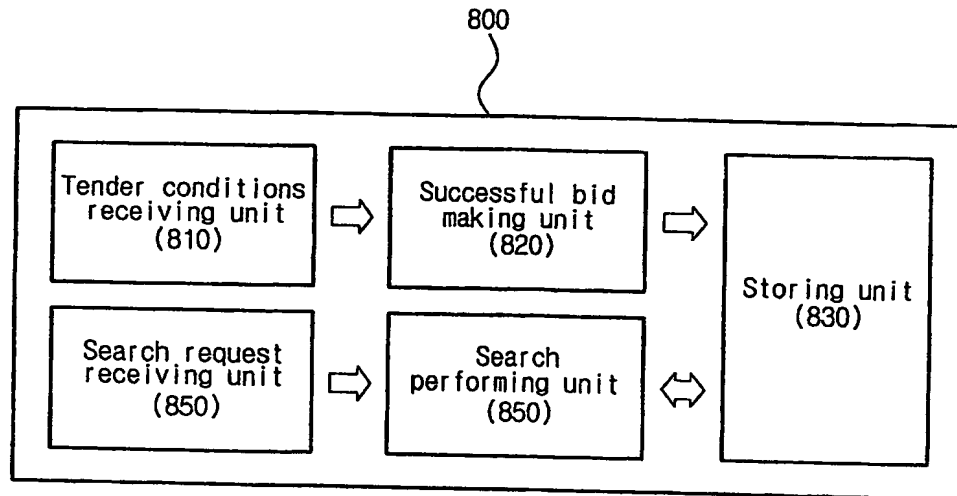 800
Tender conditions
receiving unit
(810)
Successful bid
making unit
(820)
Storing unit
(830)
Search request
receiving unit
(850)
Search
performing unit
(850)